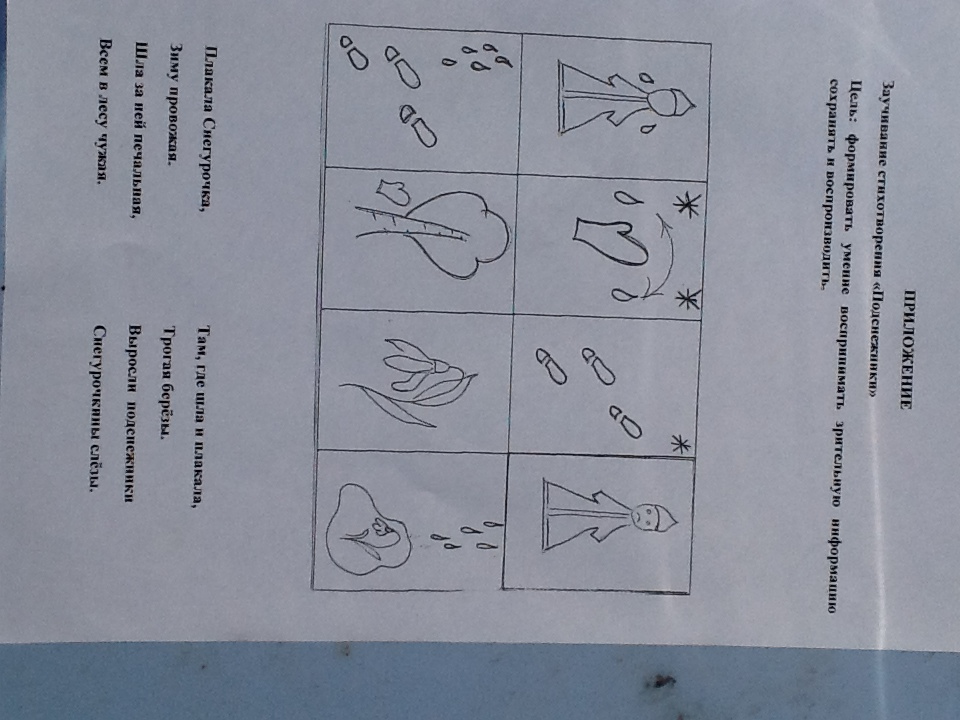 ПРИЛОЖЕНИЕ
Заучивание стихотворения «Подснежники»
Цель: формировать умение воспринимать зрительную информацию
сохранять и воспроизводить.
Плакала Снегурочка,
Зиму провожая.
Шла за ней печальная,
Всем в лесу чужая.
Там, где шла и плакала,
Трогая берёзы.
Выросли подснежники
Снегурочкины слёзы.